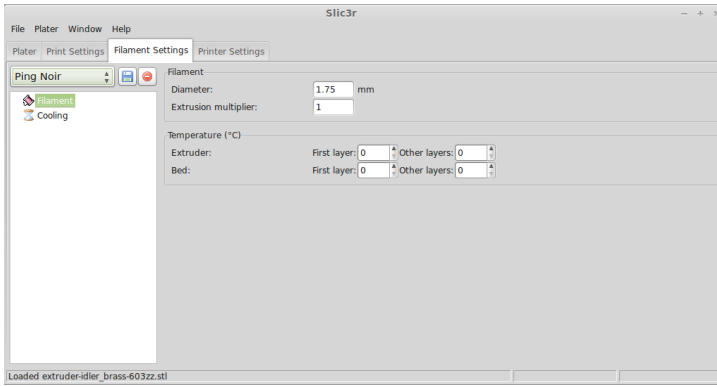 Slic3r
File Plater Window Help
Plater Print Settings Filament Settings Printer Settings
Ping Noir
Filament
Cooling
Filament
Diameter: 1.75 mm
Extrusion multiplier: 1
Temperature (°C)
Extruder: First layer: 0 Other layers: 0
Bed: First layer: 0 Other layers: 0
Loaded extruder-idler_brass-603zz.stl